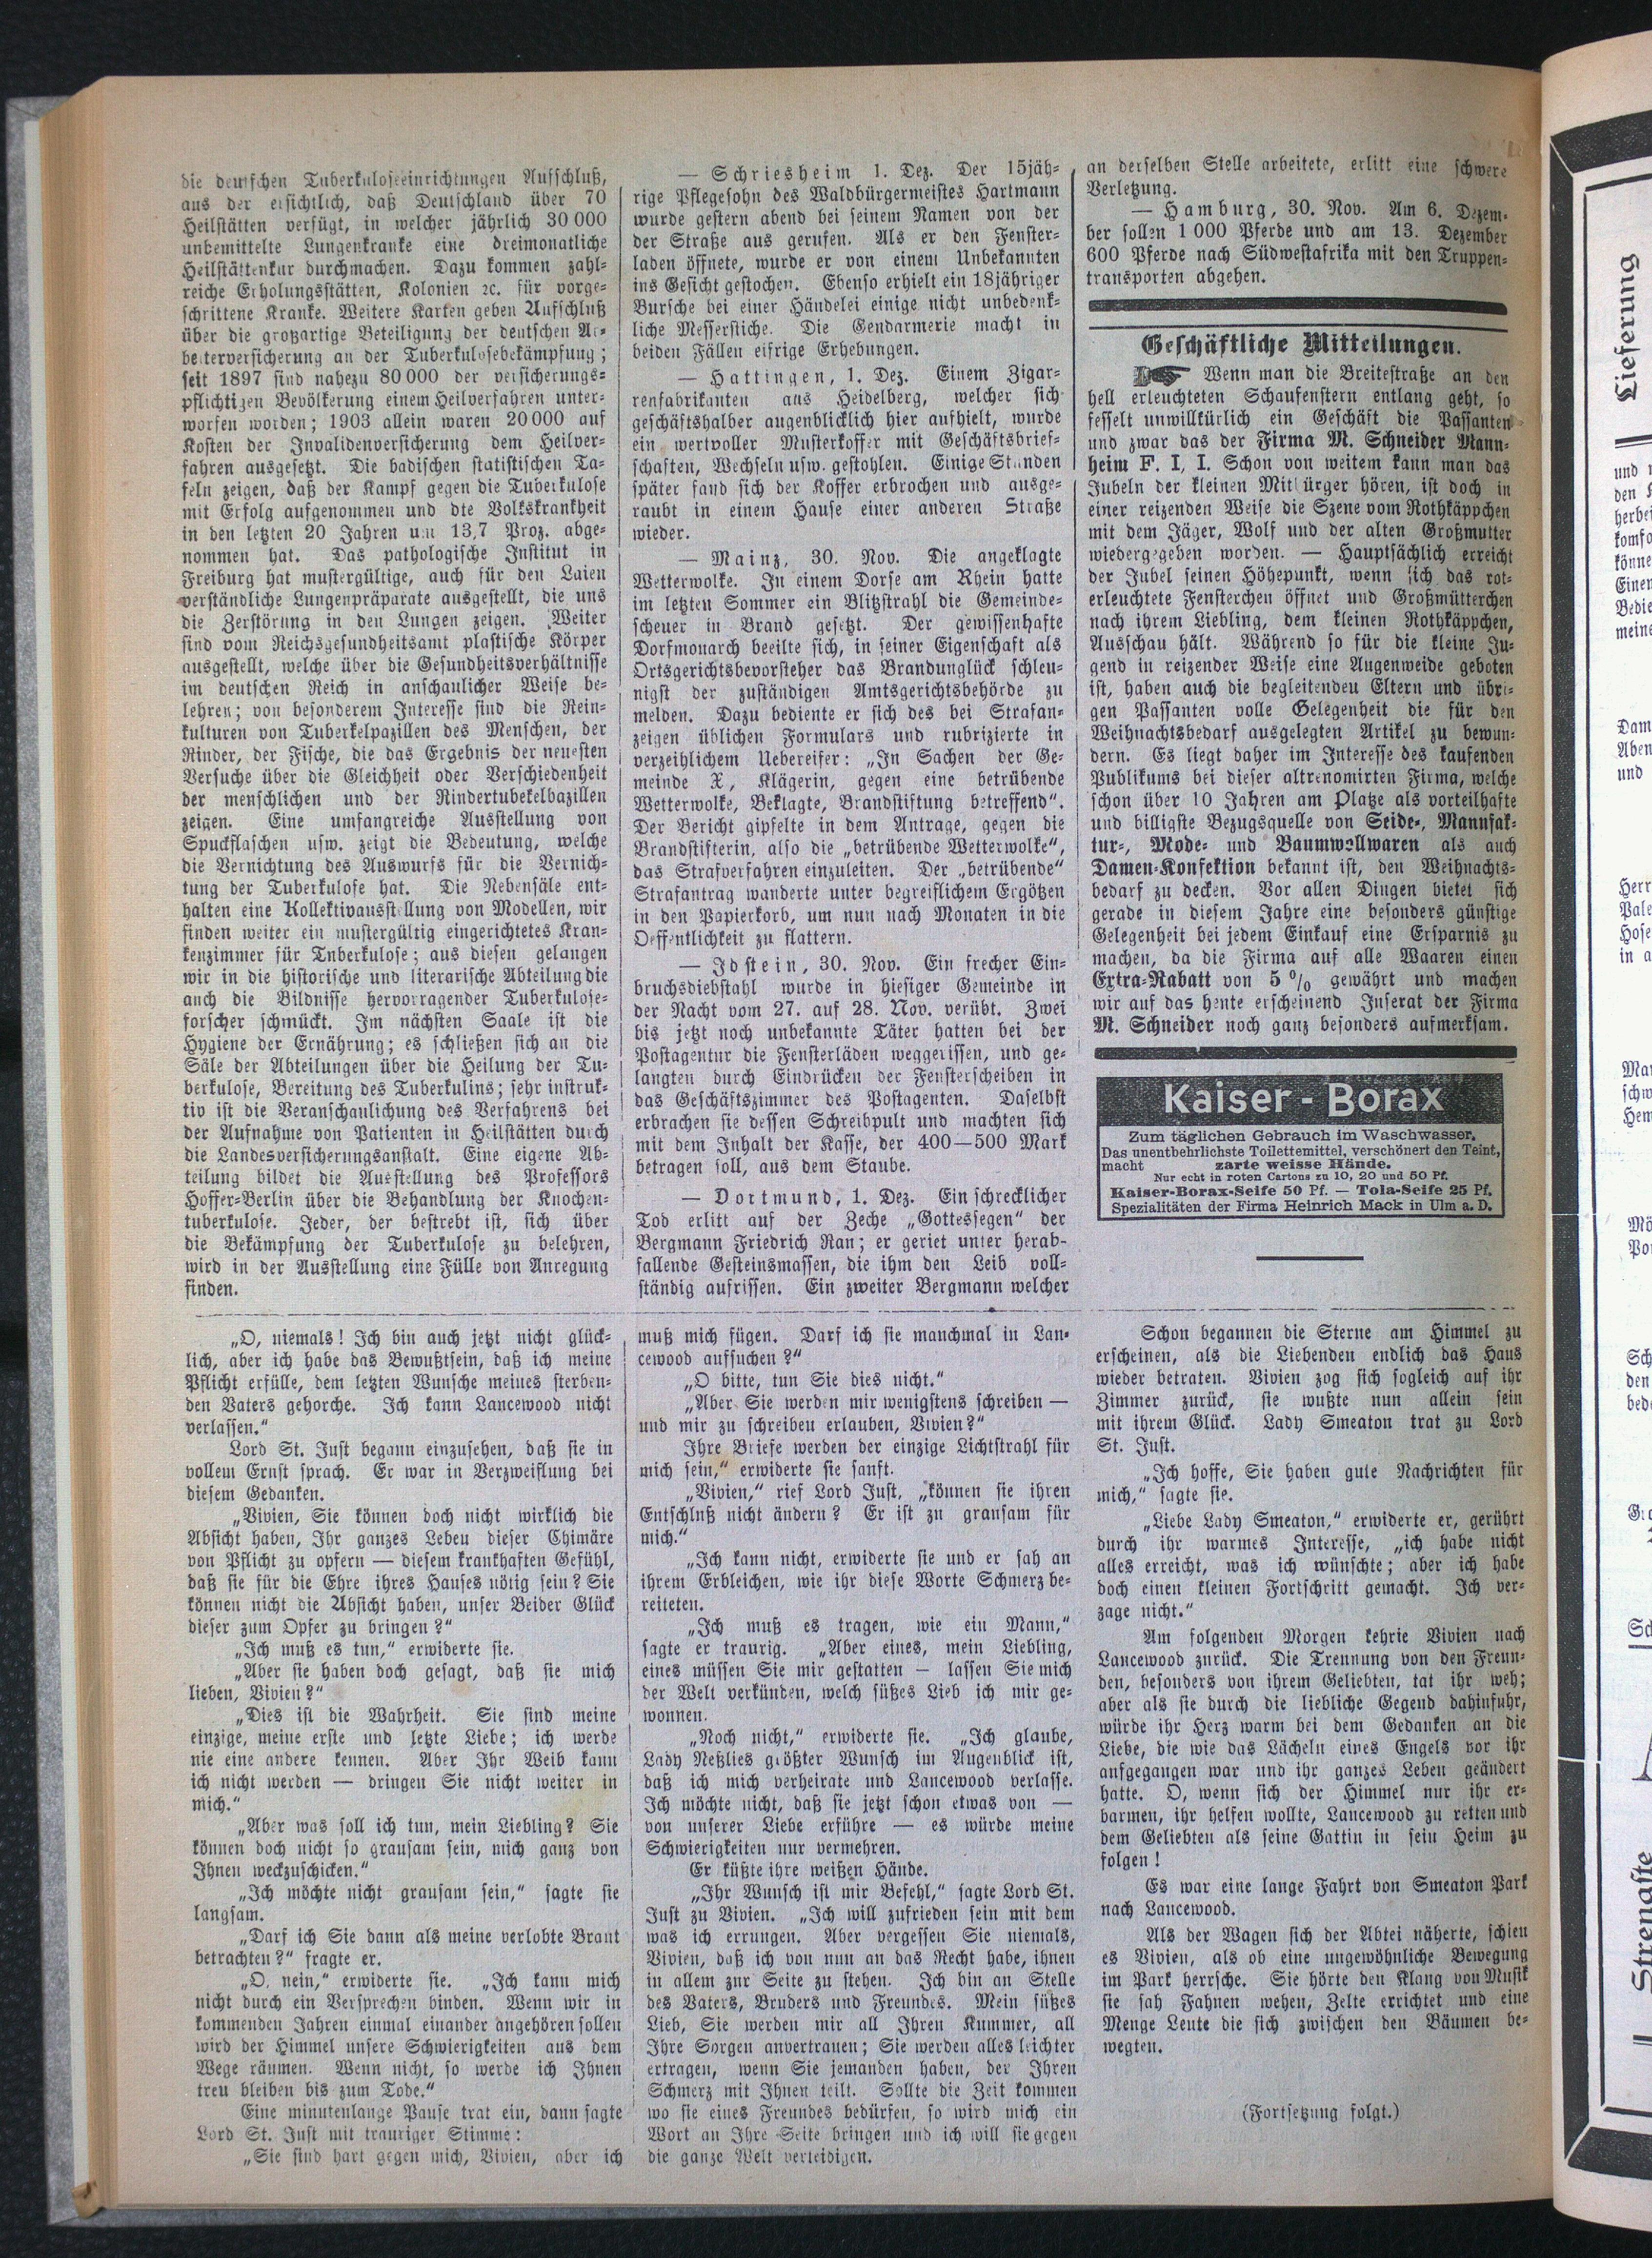 die deutschen Tuberkuloseeinrichtungen Aufschluß,
aus der ersichtlich, daß Deutschland über 70
Heilstätten verfügt, in welcher jährlich 30 000
unbemittelte Lungenkranke eine dreimonatliche
Heilstättenkur durchmachen. Dazu kommen zahl-
reiche Erholungsstätten, Kolonien ꝛc. für vorge-
schrittene Kranke. Weitere Karten geben Aufschluß
über die großartige Beteiligung der deutschen Ar-
beiterversicherung an der Tuberkulosebekämpfung;
seit 1897 sind nahezu 80 000 der versicherungs-
pflichtigen Bevölkerung einem Heilverfahren unter-
worfen worden; 1903 allein waren 20 000 auf
Kosten der Invalidenversicherung dem Heilver-
fahren ausgesetzt. Die badischen statistischen Ta-
feln zeigen, daß der Kampf gegen die Tuberkulose
mit Erfolg aufgenommen und dte Volkskrankheit
in den letzten 20 Jahren um 13,7 Proz. abge-
nommen hat. Das pathologische Institut in
Freiburg hat mustergültige, auch für den Laien
verständliche Lungenpräparate ausgestellt, die uns
die Zerstörung in den Lungen zeigen. Weiter
sind vom Reichsgesundheitsamt plastische Körper
ausgestellt, welche über die Gesundheitsverhältnisse
im deutschen Reich in anschaulicher Weise be-
lehren; von besonderem Interesse sind die Rein-
kulturen von Tuberkelpazillen des Menschen, der
Rinder, der Fische, die das Ergebnis der neuesten
Versuche über die Gleichheit oder Verschiedenheit
der menschlichen und der Rindertubekelbazillen
zeigen. Eine umfangreiche Ausstellung von
Spuckflaschen usw. zeigt die Bedeutung, welche
die Vernichtung des Auswurfs für die Vernich-
tung der Tuberkulose hat. Die Nebensäle ent-
halten eine Kollektivausstellung von Modellen, wir
finden weiter ein mustergültig eingerichtetes Kran-
kenzimmer für Tnberkulose; aus diesen gelangen
wir in die historische und literarische Abteilung die
auch die Bildnisse hervorragender Tuberkulose-
forscher schmückt. Im nächsten Saale ist die
Hygiene der Ernährung; es schließen sich an die
Säle der Abteilungen über die Heilung der Tu-
berkulose, Bereitung des Tuberkulins; sehr instruk-
tiv ist die Veranschaulichung des Verfahrens bei
der Aufnahme von Patienten in Heilstätten durch
die Landesversicherungsanstalt. Eine eigene Ab-
teilung bildet die Ausstellung des Professors
Hoffer-Berlin über die Behandlung der Knochen-
tuberkulose. Jeder, der bestrebt ist, sich über
die Bekämpfung der Tuberkulose zu belehren,
wird in der Ausstellung eine Fülle von Anregung
finden.
— Schriesheim 1. Dez. Der 15jäh-
rige Pflegesohn des Waldbürgermeistes Hartmann
wurde gestern abend bei seinem Namen von der
der Straße aus gerufen. Als er den Fenster-
laden öffnete, wurde er von einem Unbekannten
ins Gesicht gestochen. Ebenso erhielt ein 18jähriger
Bursche bei einer Händelei einige nicht unbedenk-
liche Messerstiche. Die Gendarmerie macht in
beiden Fällen eifrige Erhebungen.
— Hattingen, 1. Dez. Einem Zigar-
renfabrikanten aus Heidelberg, welcher sich
geschäftshalber augenblicklich hier aufhielt, wurde
ein wertvoller Musterkoffer mit Geschäftsbrief-
schaften, Wechseln usw. gestohlen. Einige Stunden
später fand sich der Koffer erbrochen und ausge-
raubt in einem Hause einer anderen Straße
wieder.
— Mainz, 30. Nov. Die angeklagte
Wetterwolke. In einem Dorfe am Rhein hatte
im letzten Sommer ein Blitzstrahl die Gemeinde-
scheuer in Brand gesetzt. Der gewissenhafte
Dorfmonarch beeilte sich, in seiner Eigenschaft als
Ortsgerichtsbevorsteher das Brandunglück schleu-
nigst der zuständigen Amtsgerichtsbehörde zu
melden. Dazu bediente er sich des bei Strafan-
zeigen üblichen Formulars und rubrizierte in
verzeihlichem Uebereifer: „In Sachen der Ge-
meinde X, Klägerin, gegen eine betrübende
Wetterwolke, Beklagte, Brandstiftung betreffend“.
Der Bericht gipfelte in dem Antrage, gegen die
Brandstifterin, also die „betrübende Wetterwolke“,
das Strafverfahren einzuleiten. Der „betrübende“
Strafantrag wanderte unter begreiflichem Ergötzen
in den Papierkorb, um nun nach Monaten in die
Oeffentlichkeit zu flattern.
— Idstein, 30. Nov. Ein frecher Ein-
bruchsdiebstahl wurde in hiesiger Gemeinde in
der Nacht vom 27. auf 28. Nov. verübt. Zwei
bis jetzt noch unbekannte Täter hatten bei der
Postagentur die Fensterläden weggerissen, und ge-
langten durch Eindrücken der Fensterscheiben in
das Geschäftszimmer des Postagenten. Daselbst
erbrachen sie dessen Schreibpult und machten sich
mit dem Inhalt der Kasse, der 400—500 Mark
betragen soll, aus dem Staube.
— Dortmund, 1. Dez. Ein schrecklicher
Tod erlitt auf der Zeche „Gottessegen“ der
Bergmann Friedrich Rau; er geriet unter herab-
fallende Gesteinsmassen, die ihm den Leib voll-
ständig aufrissen. Ein zweiter Bergmann welcher
an derselben Stelle arbeitete, erlitt eine schwere
Verletzung.
— Hamburg, 30. Nov. Am 6. Dezem-
ber sollen 1 000 Pferde und am 13. Dezember
600 Pferde nach Südwestafrika mit den Truppen-
transporten abgehen.
Geschäftliche Mitteilungen.
Wenn man die Breitestraße an den
hell erleuchteten Schaufenstern entlang geht, so
fesselt unwillkürlich ein Geschäft die Passanten
und zwar das der Firma M. Schneider Mann-
heim F. I, I. Schon von weitem kann man das
Jubeln der kleinen Mitbürger hören, ist doch in
einer reizenden Weise die Szene vom Rothkäppchen
mit dem Jäger, Wolf und der alten Großmutter
wiedergegeben worden. — Hauptsächlich erreicht
der Jubel seinen Höhepunkt, wenn sich das rot-
erleuchtete Fensterchen öffnet und Großmütterchen
nach ihrem Liebling, dem kleinen Rothkäppchen,
Ausschau hält. Während so für die kleine Ju-
gend in reizender Weise eine Augenweide geboten
ist, haben auch die begleitendeu Eltern und übri-
gen Passanten volle Gelegenheit die für den
Weihnachtsbedarf ausgelegten Artikel zu bewun-
dern. Es liegt daher im Interesse des kaufenden
Publikums bei dieser altrenomirten Firma, welche
schon über 10 Jahren am Platze als vorteilhafte
und billigste Bezugsquelle von Seide-, Mannfak-
tur-, Mode- und Baumwollwaren als auch
Damen-Konfektion bekannt ist, den Weihnachts-
bedarf zu decken. Vor allen Dingen bietet sich
gerade in diesem Jahre eine besonders günstige
Gelegenheit bei jedem Einkauf eine Ersparnis zu
machen, da die Firma auf alle Waaren einen
Extra-Rabatt von 5 % gewährt und machen
wir auf das heute erscheinend Inserat der Firma
M. Schneider noch ganz besonders aufmerksam.
Kaiser-Borax
Zum täglichen Gebrauch im Waschwasser.
Das unentbehrlichste Toilettemittel, verschönert den Teint,
macht zarte weisse Hände.
Nur echt in roten Cartons zu 10, 20 und 50 Pf.
Kaiser-Borax-Seife 50 Pf. — Tola-Seife 25 Pf.
Spezialitäten der Firma Heinrich Mack in Ulm a. D.
„O, niemals! Ich bin auch jetzt nicht glück-
lich, aber ich habe das Bewußtsein, daß ich meine
Pflicht erfülle, dem letzten Wunsche meines sterben-
den Vaters gehorche. Ich kann Lancewood nicht
verlassen.“
Lord St. Just begann einzusehen, daß sie in
vollem Ernst sprach. Er war in Verzweiflung bei
diesem Gedanken.
„Vivien, Sie können doch nicht wirklich die
Absicht haben, Ihr ganzes Leben dieser Chimäre
von Pflicht zu opfern — diesem krankhaften Gefühl,
daß sie für die Ehre ihres Hauses nötig sein? Sie
können nicht die Absicht haben, unser Beider Glück
dieser zum Opfer zu bringen?“
„Ich muß es tun,“ erwiderte sie.
„Aber sie haben doch gesagt, daß sie mich
lieben, Vivien?“
„Dies ist die Wahrheit. Sie sind meine
einzige, meine erste und letzte Liebe; ich werde
nie eine andere kennen. Aber Ihr Weib kann
ich nicht werden — dringen Sie nicht weiter in
mich.“
„Aber was soll ich tun, mein Liebling? Sie
können doch nicht so grausam sein, mich ganz von
Ihnen weckzuschicken.“
„Ich möchte nicht grausam sein,“ sagte sie
langsam.
„Darf ich Sie dann als meine verlobte Braut
betrachten?“ fragte er.
„O, nein,“ erwiderte sie. „Ich kann mich
nicht durch ein Versprechen binden. Wenn wir in
kommenden Jahren einmal einander angehören sollen
wird der Himmel unsere Schwierigkeiten aus dem
Wege räumen. Wenn nicht, so werde ich Ihnen
treu bleiben bis zum Tode.“
Eine minutenlange Pause trat ein, dann sagte
Lord St. Just mit trauriger Stimme:
„Sie sind hart gegen mich, Vivien, aber ich
muß mich fügen. Darf ich sie manchmal in Lan-
cewood aufsuchen?“
„O bitte, tun Sie dies nicht.“
„Aber Sie werden mir wenigstens schreiben —
und mir zu schreiben erlauben, Vivien?“
Ihre Briefe werden der einzige Lichtstrahl für
mich sein,“ erwiderte sie sanft.
„Vivien,“ rief Lord Just, „können sie ihren
Entschluß nicht ändern? Er ist zu grausam für
mich.“
„Ich kann nicht, erwiderte sie und er sah an
ihrem Erbleichen, wie ihr diese Worte Schmerz be-
reiteten.
„Ich muß es tragen, wie ein Mann,“
sagte er traurig. „Aber eines, mein Liebling,
eines müssen Sie mir gestatten — lassen Sie mich
der Welt verkünden, welch süßes Lieb ich mir ge-
wonnen.
„Noch nicht,“ erwiderte sie. „Ich glaube,
Lady Neßlies größter Wunsch im Augenblick ist,
daß ich mich verheirate und Lancewood verlasse.
Ich möchte nicht, daß sie jetzt schon etwas von —
von unserer Liebe erführe — es würde meine
Schwierigkeiten nur vermehren.
Er küßte ihre weißen Hände.
„Ihr Wunsch ist mir Befehl,“ sagte Lord St.
Just zu Vivien. „Ich will zufrieden sein mit dem
was ich errungen. Aber vergessen Sie niemals,
Vivien, daß ich von nun an das Recht habe, ihnen
in allem zur Seite zu stehen. Ich bin an Stelle
des Vaters, Bruders und Freundes. Mein süßes
Lieb, Sie werden mir all Ihren Kummer, all
Ihre Sorgen anvertrauen; Sie werden alles leichter
ertragen, wenn Sie jemanden haben, der Ihren
Schmerz mit Ihnen teilt. Sollte die Zeit kommen
wo sie eines Freundes bedürfen, so wird mich ein
Wort an Ihre Seite bringen und ich will sie gegen
die ganze Welt verteidigen.
Schon begannen die Sterne am Himmel zu
erscheinen, als die Liebenden endlich das Haus
wieder betraten. Vivien zog sich sogleich auf ihr
Zimmer zurück, sie wußte nun allein sein
mit ihrem Glück. Lady Smeaton trat zu Lord
St. Just.
„Ich hoffe, Sie haben gute Nachrichten für
mich,“ sagte sie.
„Liebe Lady Smeaton,“ erwiderte er, gerührt
durch ihr warmes Interesse, „ich habe nicht
alles erreicht, was ich wünschte; aber ich habe
doch einen kleinen Fortschritt gemacht. Ich ver-
zage nicht.“
Am folgenden Morgen kehrie Vivien nach
Lancewood zurück. Die Trennung von den Freun-
den, besonders von ihrem Geliebten, tat ihr weh;
aber als sie durch die liebliche Gegend dahinfuhr,
würde ihr Herz warm bei dem Gedanken an die
Liebe, die wie das Lächeln eines Engels vor ihr
aufgegangen war und ihr ganzes Leben geändert
hatte. O, wenn sich der Himmel nur ihr er-
barmen, ihr helfen wollte, Lancewood zu retten und
dem Geliebten als seine Gattin in sein Heim zu
folgen!
Es war eine lange Fahrt von Smeaton Park
nach Lancewood.
Als der Wagen sich der Abtei näherte, schien
es Vivien, als ob eine ungewöhnliche Bewegung
im Park herrsche. Sie hörte den Klang von Musik
sie sah Fahnen wehen, Zelte errichtet und eine
Menge Leute die sich zwischen den Bäumen be-
wegten.
(Fortsetzung folgt.)
Lieferung
und
den
herbei
komfo
könne
Einen
Bedie
meine
Dam
Aben
und
Herr
Pale
Hose
in a